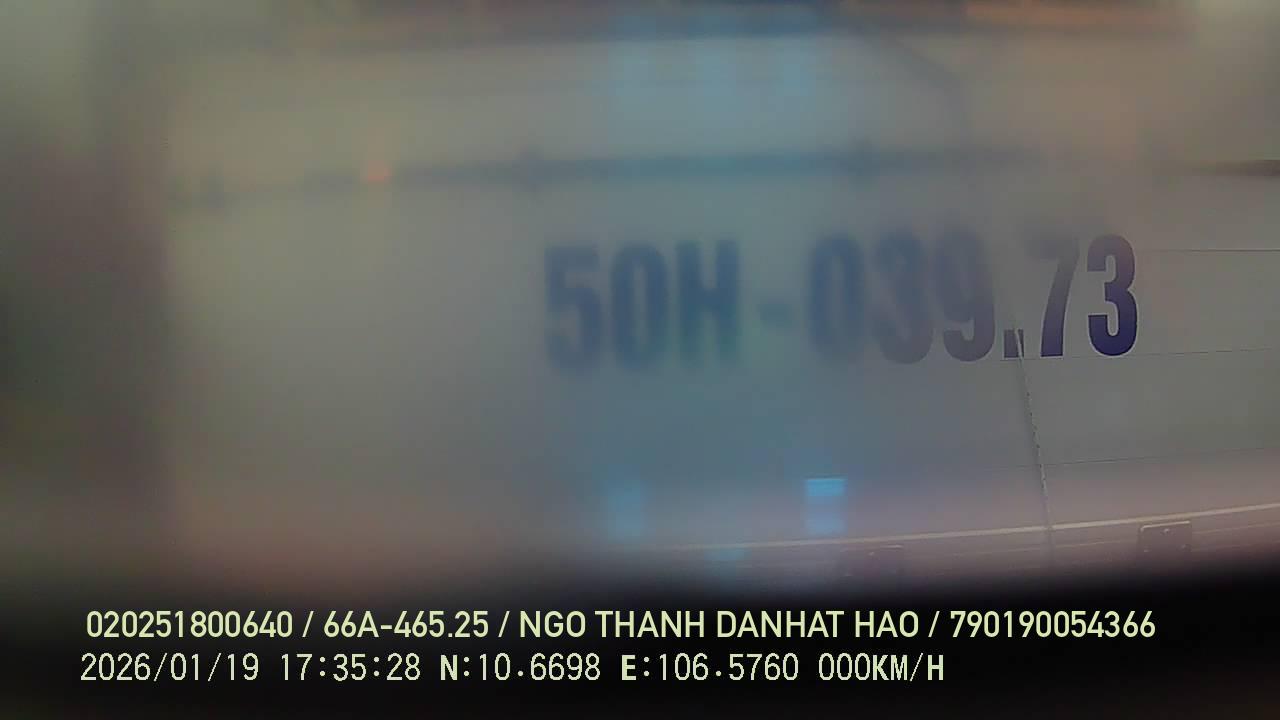 50H-039.73
020251800640 / 66A-465.25 / NGO THANH DANHAT HAO / 790190054366
2026/01/19 17:35:28 N:10.6698 E:106.5760 000KM/H